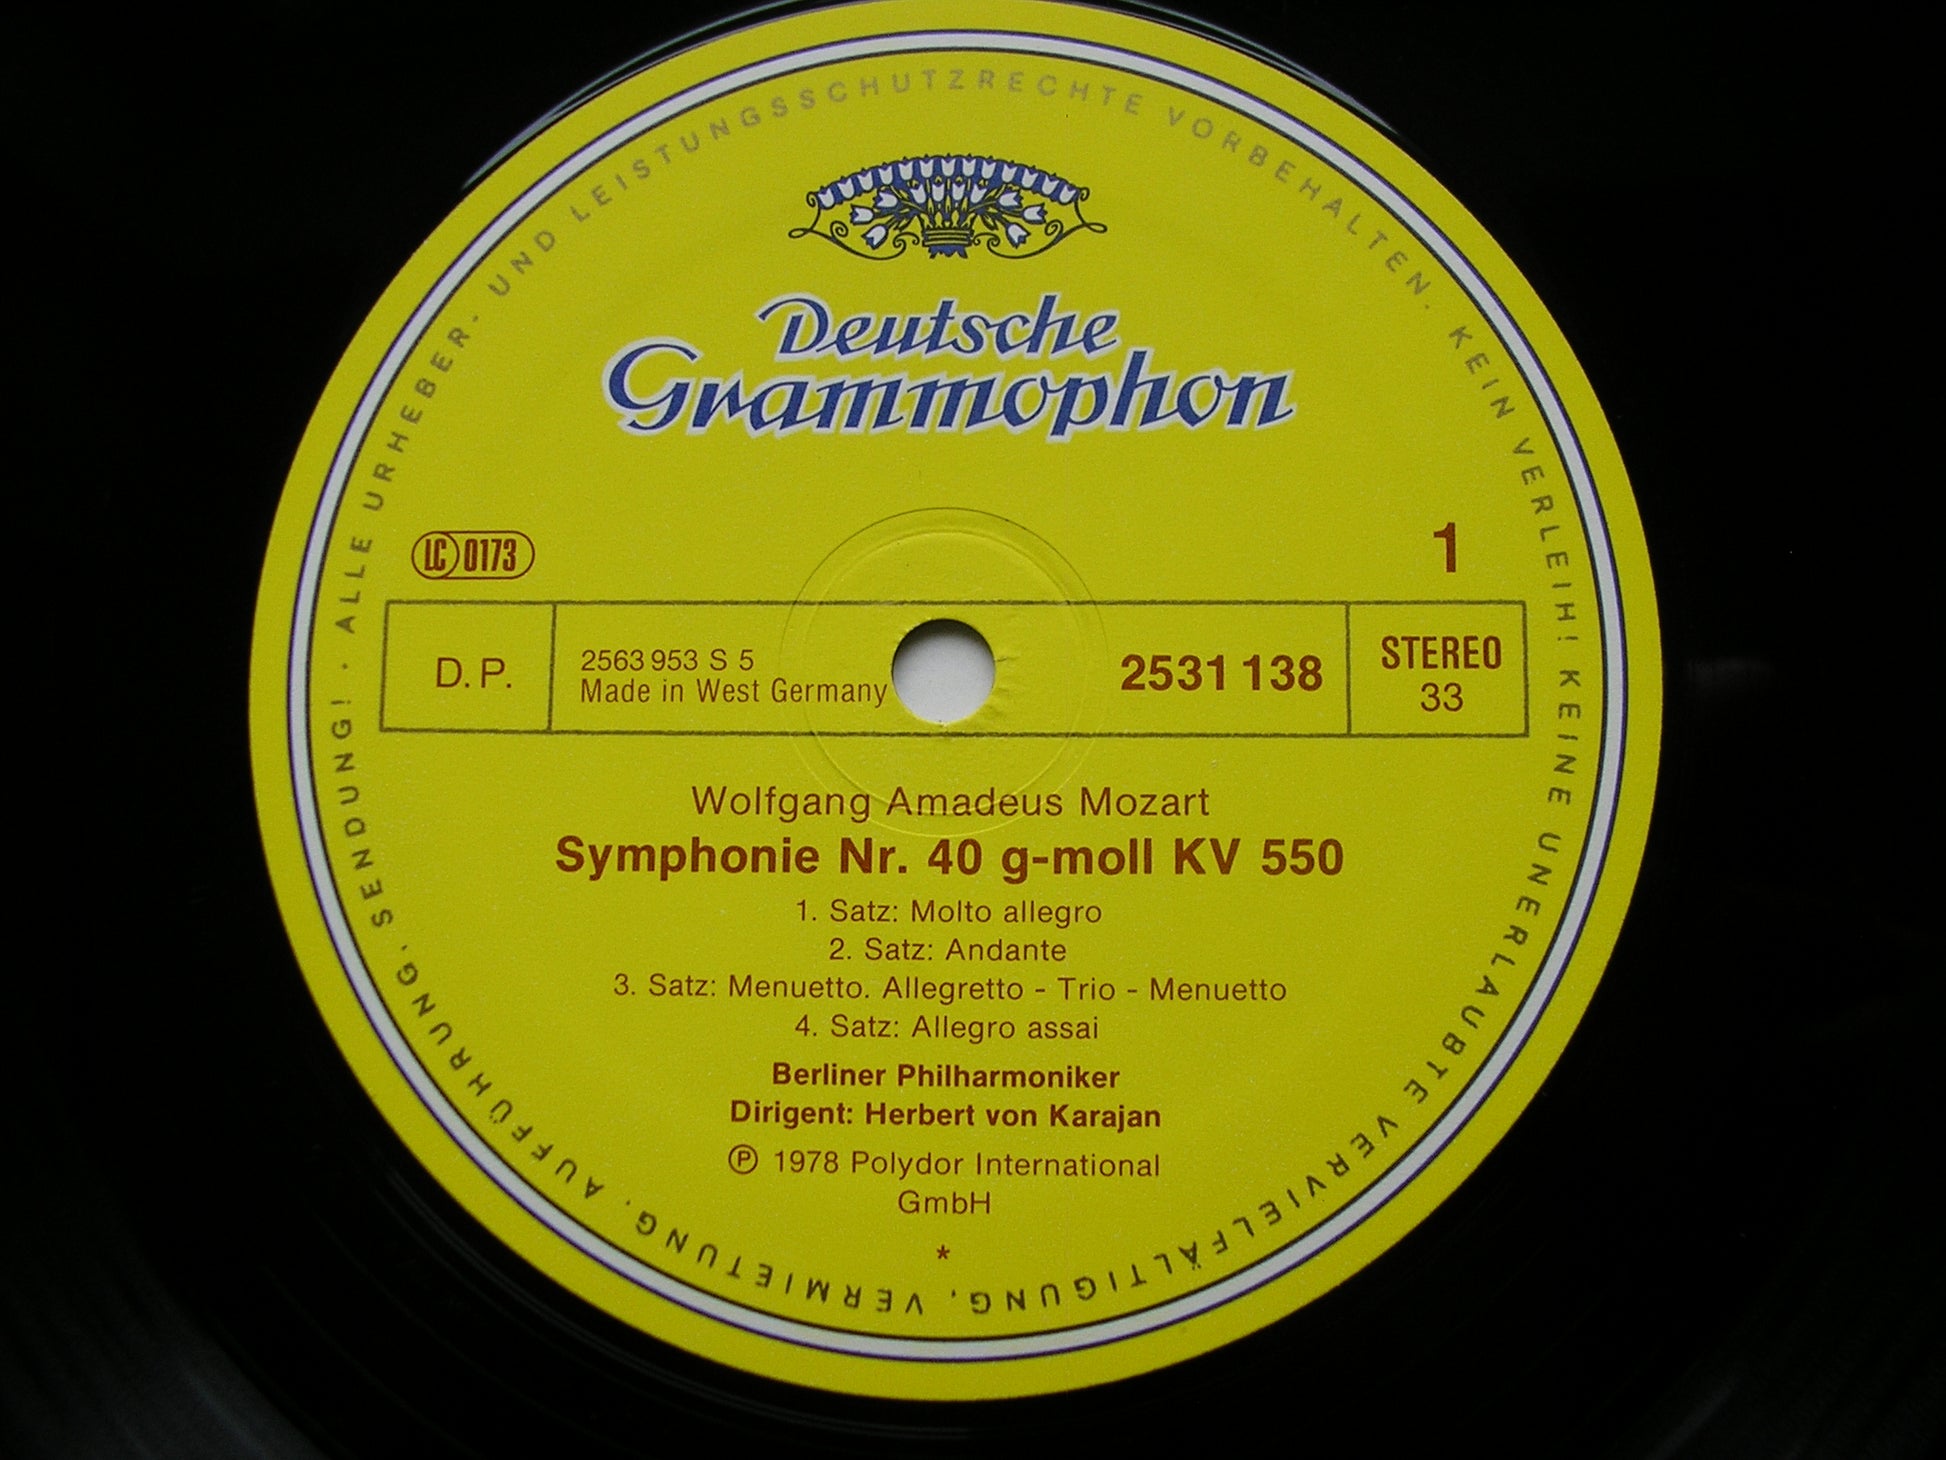 ALLE URHEBER- UND LEISTUNGSSCHUTZRECHTE VORBEHALTEN. KEIN VERLEIH! KEINE UNERLAUBTE VERVIELFÄLTIGUNG, VERMIETUNG, AUFFÜHRUNG, SENDUNG! ·
Deutsche
Grammophon
LC 0173
1
D. P.
2563 953 S 5
Made in West Germany
2531 138
STEREO
33
Wolfgang Amadeus Mozart
Symphonie Nr. 40 g-moll KV 550
1. Satz: Molto allegro
2. Satz: Andante
3. Satz: Menuetto. Allegretto - Trio - Menuetto
4. Satz: Allegro assai
Berliner Philharmoniker
Dirigent: Herbert von Karajan
℗ 1978 Polydor International
GmbH
*